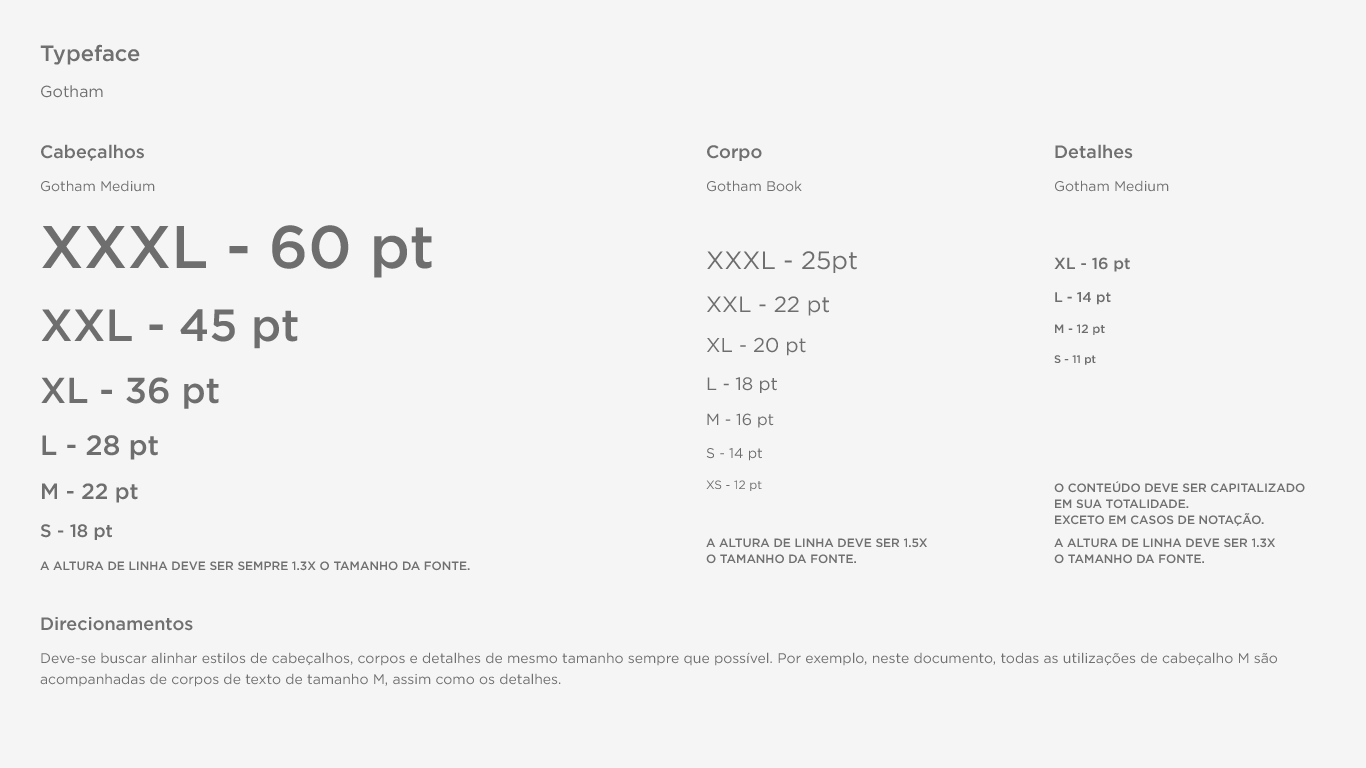 Typeface
Gotham
Cabeçalhos
Gotham Medium
XXXL - 60 pt
XXL - 45 pt
XL - 36 pt
L - 28 pt
M - 22 pt
S - 18 pt
A ALTURA DE LINHA DEVE SER SEMPRE 1.3X O TAMANHO DA FONTE.
Corpo
Gotham Book
XXXL - 25pt
XXL - 22 pt
XL - 20 pt
L - 18 pt
M - 16 pt
S - 14 pt
XS - 12 pt
A ALTURA DE LINHA DEVE SER 1.5X
O TAMANHO DA FONTE.
Detalhes
Gotham Medium
XL - 16 pt
L - 14 pt
M - 12 pt
S - 11 pt
O CONTEÚDO DEVE SER CAPITALIZADO
EM SUA TOTALIDADE.
EXCETO EM CASOS DE NOTAÇÃO.
A ALTURA DE LINHA DEVE SER 1.3X
O TAMANHO DA FONTE.
Direcionamentos
Deve-se buscar alinhar estilos de cabeçalhos, corpos e detalhes de mesmo tamanho sempre que possível. Por exemplo, neste documento, todas as utilizações de cabeçalho M são
acompanhadas de corpos de texto de tamanho M, assim como os detalhes.